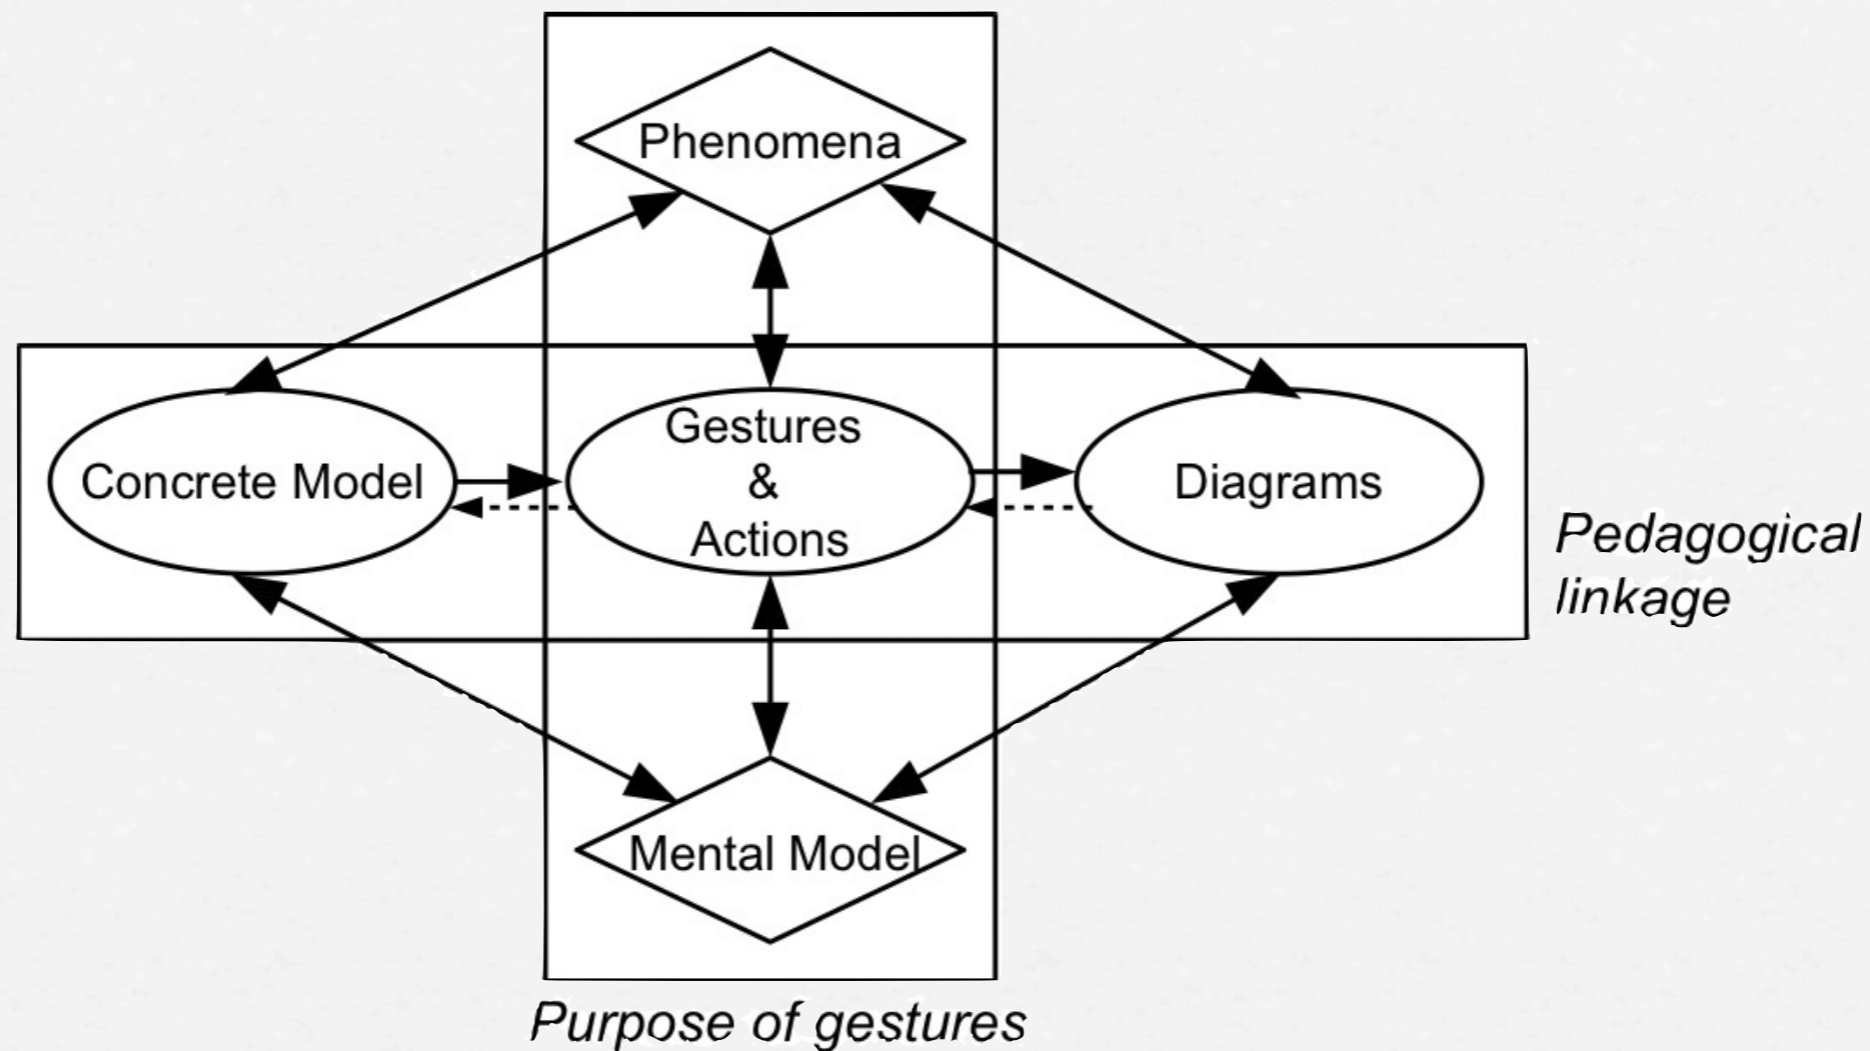 Phenomena
Gestures
&
Actions
Concrete Model
Diagrams
Pedagogical
linkage
Mental Model
Purpose of gestures